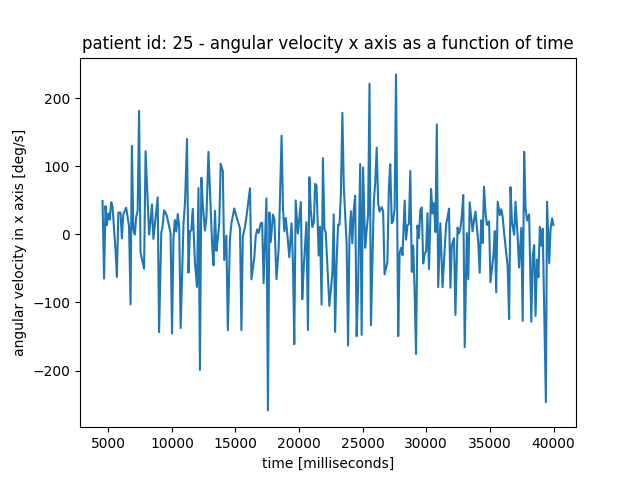 patient id: 25 - angular velocity x axis as a function of time
angular velocity in x axis [deg/s]
200
100
0
−100
−200
5000 10000 15000 20000 25000 30000 35000 40000
time [milliseconds]